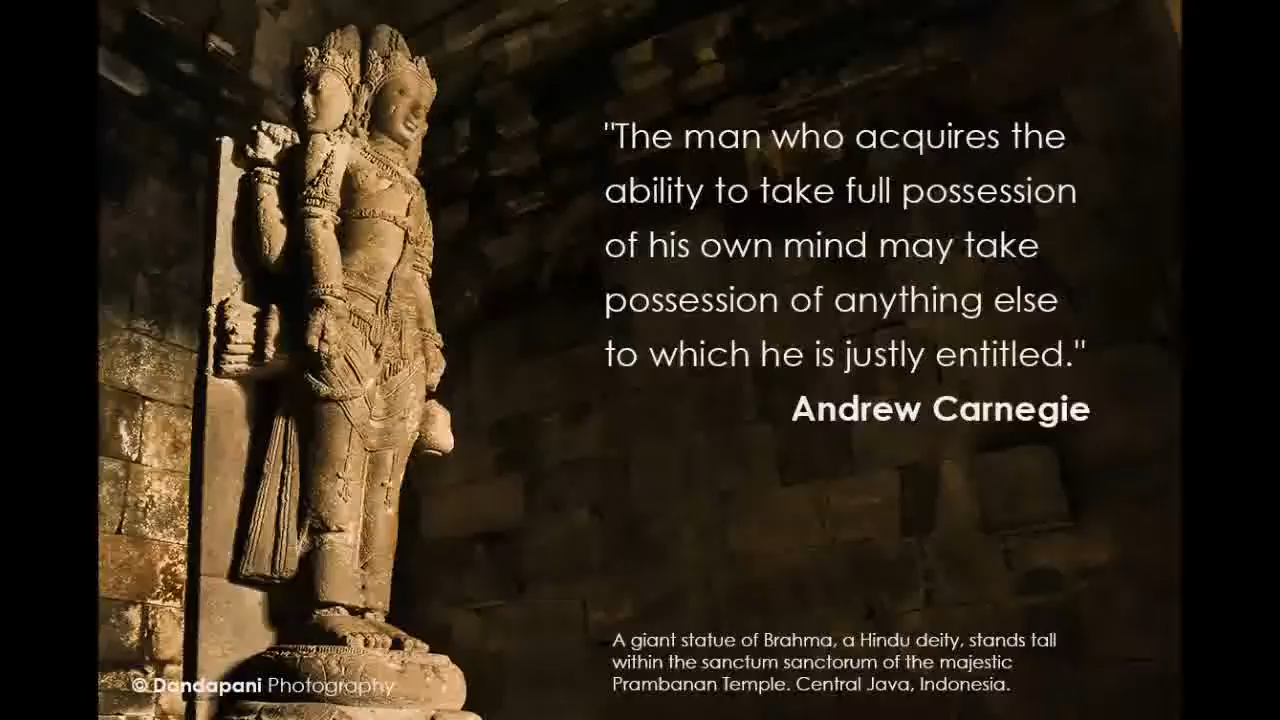 "The man who acquires the
ability to take full possession
of his own mind may take
possession of anything else
to which he is justly entitled."
Andrew Carnegie
A giant statue of Brahma, a Hindu deity, stands tall
within the sanctum sanctorum of the majestic
Prambanan Temple. Central Java, Indonesia.
© Dandapani Photography